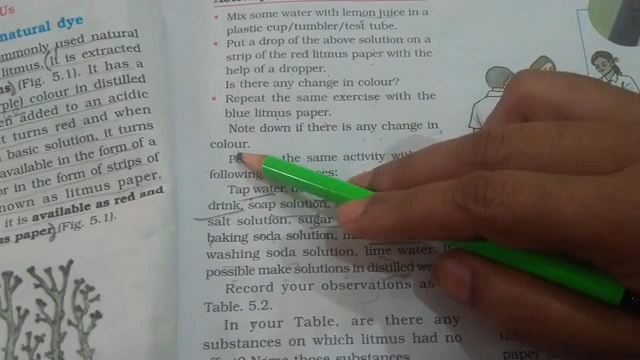 Us
natural dye
ommonly used natural
litmus. It is extracted
(Fig. 5.1). It has a
colour in distilled
en added to an acidic
it turns red and when
basic solution, it turns
available in the form of a
or in the form of strips of
nown as litmus paper.
it is available as red and
s paper (Fig. 5.1).
• Mix some water with lemon juice in a
plastic cup/tumbler/test tube.
• Put a drop of the above solution on a
strip of the red litmus paper with the
help of a dropper.
Is there any change in colour?
• Repeat the same exercise with the
blue litmus paper.
Note down if there is any change in
colour.
the same activity
following
Tap water,
drink, soap solution,
salt solution, sugar
baking soda solution,
washing soda solution, lime water.
possible make solutions in distilled
Record your observations as
Table. 5.2.
In your Table, are there any
substances on which litmus had no
Name those substances
paper